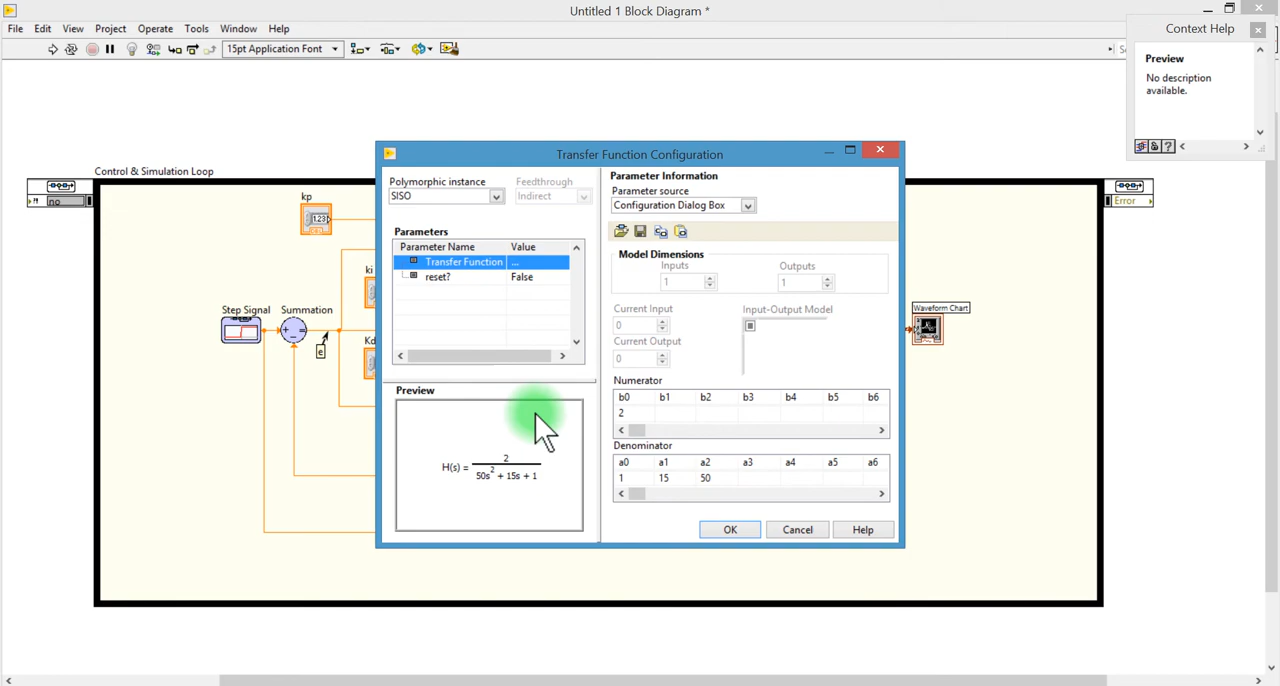 Untitled 1 Block Diagram *
File Edit View Project Operate Tools Window Help
15pt Application Font
Context Help
Preview
No description
available.
Control & Simulation Loop
no
Error
kp
1.23
ki
Kd
Step Signal
Summation
e
Waveform Chart
Transfer Function Configuration
Polymorphic instance
SISO
Feedthrough
Indirect
Parameters
Parameter Name Value
Transfer Function ...
reset? False
Preview
H(s) = 2 / 50s² + 15s + 1
Parameter Information
Parameter source
Configuration Dialog Box
Model Dimensions
Inputs Outputs
1 1
Current Input Input-Output Model
0
Current Output
0
Numerator
b0 b1 b2 b3 b4 b5 b6
2
Denominator
a0 a1 a2 a3 a4 a5 a6
1 15 50
OK Cancel Help